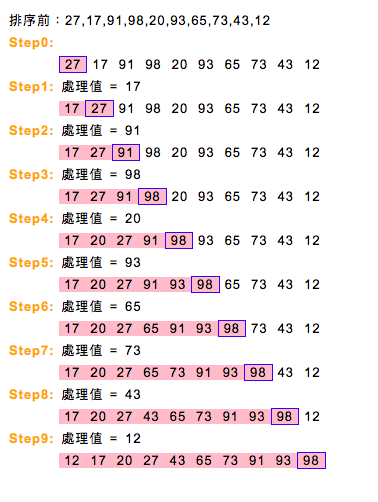 排序前：27,17,91,98,20,93,65,73,43,12
Step0:
27 17 91 98 20 93 65 73 43 12
Step1: 處理值 = 17
17 27 91 98 20 93 65 73 43 12
Step2: 處理值 = 91
17 27 91 98 20 93 65 73 43 12
Step3: 處理值 = 98
17 27 91 98 20 93 65 73 43 12
Step4: 處理值 = 20
17 20 27 91 98 93 65 73 43 12
Step5: 處理值 = 93
17 20 27 91 93 98 65 73 43 12
Step6: 處理值 = 65
17 20 27 65 91 93 98 73 43 12
Step7: 處理值 = 73
17 20 27 65 73 91 93 98 43 12
Step8: 處理值 = 43
17 20 27 43 65 73 91 93 98 12
Step9: 處理值 = 12
12 17 20 27 43 65 73 91 93 98